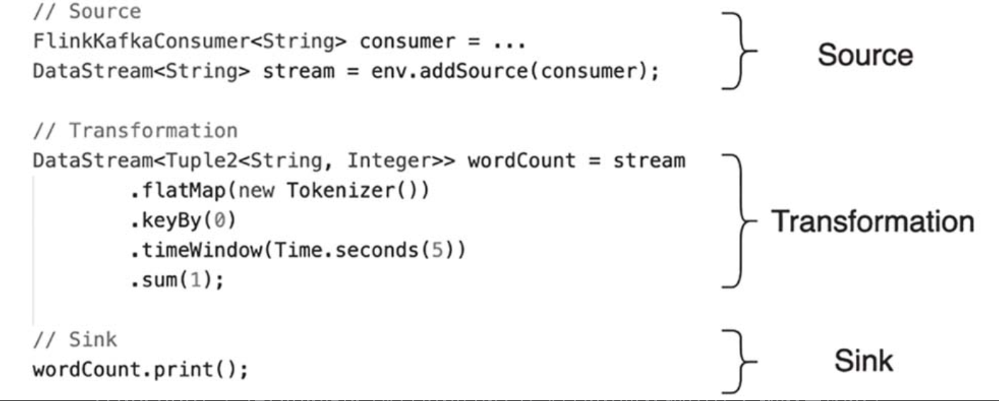 // Source
FlinkKafkaConsumer<String> consumer = ...
DataStream<String> stream = env.addSource(consumer);
Source
// Transformation
DataStream<Tuple2<String, Integer>> wordCount = stream
.flatMap(new Tokenizer())
.keyBy(0)
.timeWindow(Time.seconds(5))
.sum(1);
Transformation
// Sink
wordCount.print();
Sink